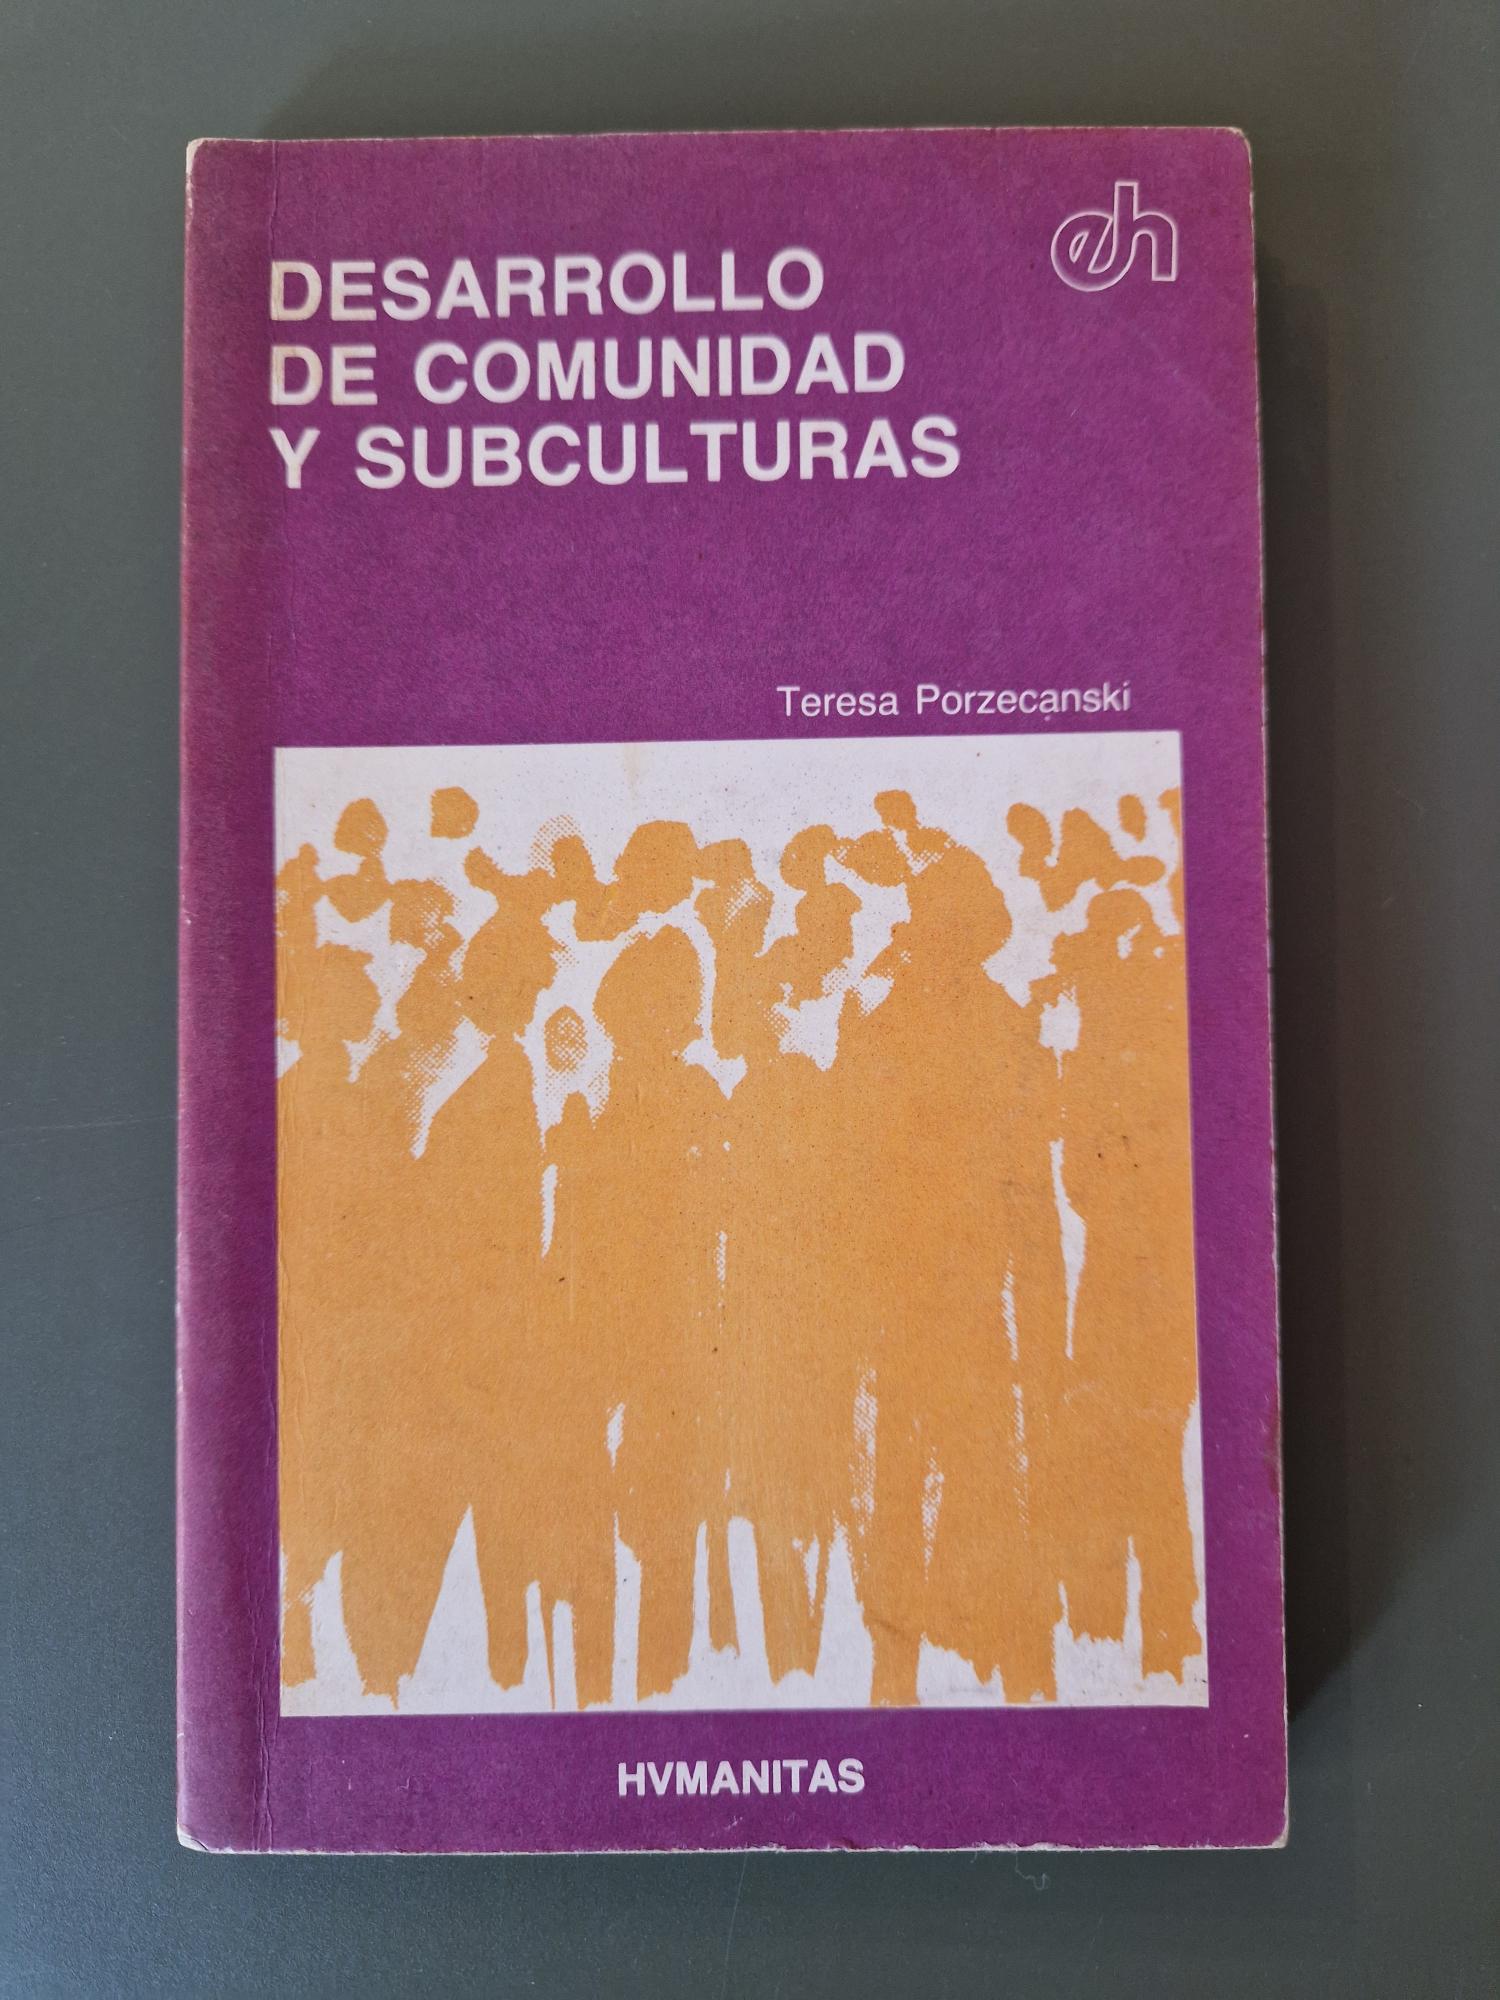 eh
DESARROLLO
DE COMUNIDAD
Y SUBCULTURAS
Teresa Porzecanski
HVMANITAS